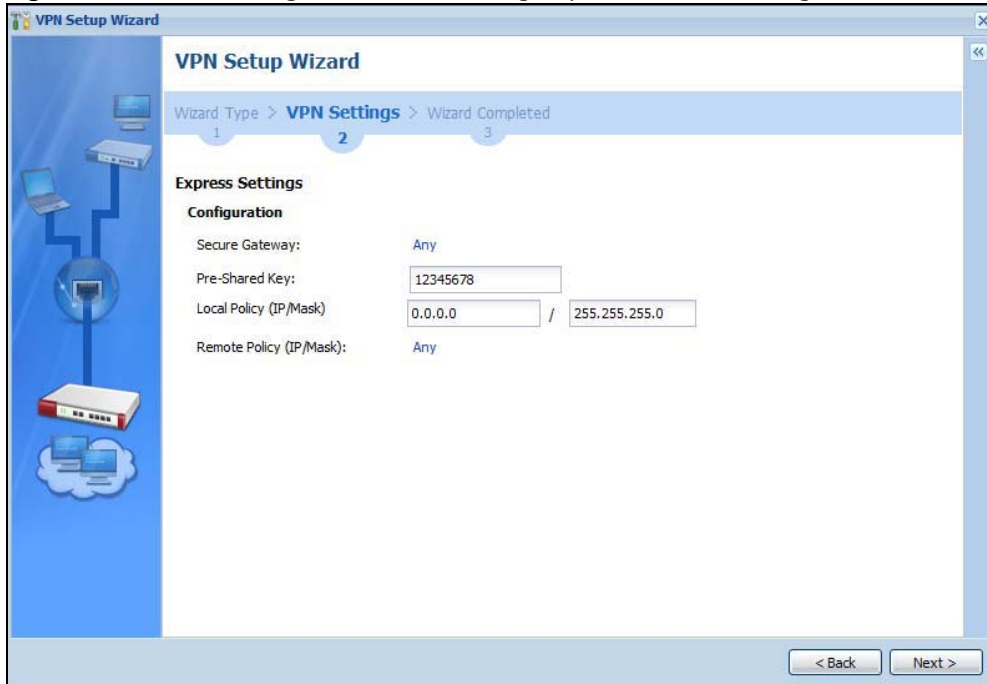 VPN Setup Wizard
VPN Setup Wizard
Wizard Type > VPN Settings > Wizard Completed
1 2 3
Express Settings
Configuration
Secure Gateway: Any
Pre-Shared Key: 12345678
Local Policy (IP/Mask) 0.0.0.0 / 255.255.255.0
Remote Policy (IP/Mask): Any
< Back Next >